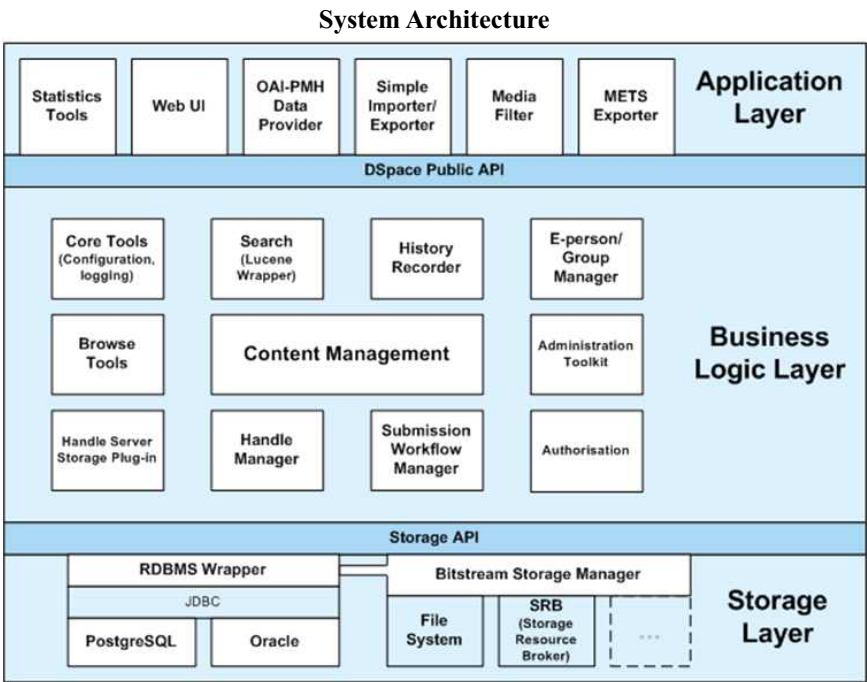 System Architecture
Statistics
Tools
Web UI
OAI-PMH
Data
Provider
Simple
Importer/
Exporter
Media
Filter
METS
Exporter
Application
Layer
DSpace Public API
Core Tools
(Configuration,
logging)
Search
(Lucene
Wrapper)
History
Recorder
E-person/
Group
Manager
Browse
Tools
Content Management
Administration
Toolkit
Business
Logic Layer
Handle Server
Storage Plug-in
Handle
Manager
Submission
Workflow
Manager
Authorisation
Storage API
RDBMS Wrapper
JDBC
PostgreSQL
Oracle
Bitstream Storage Manager
File
System
SRB
(Storage
Resource
Broker)
...
Storage
Layer